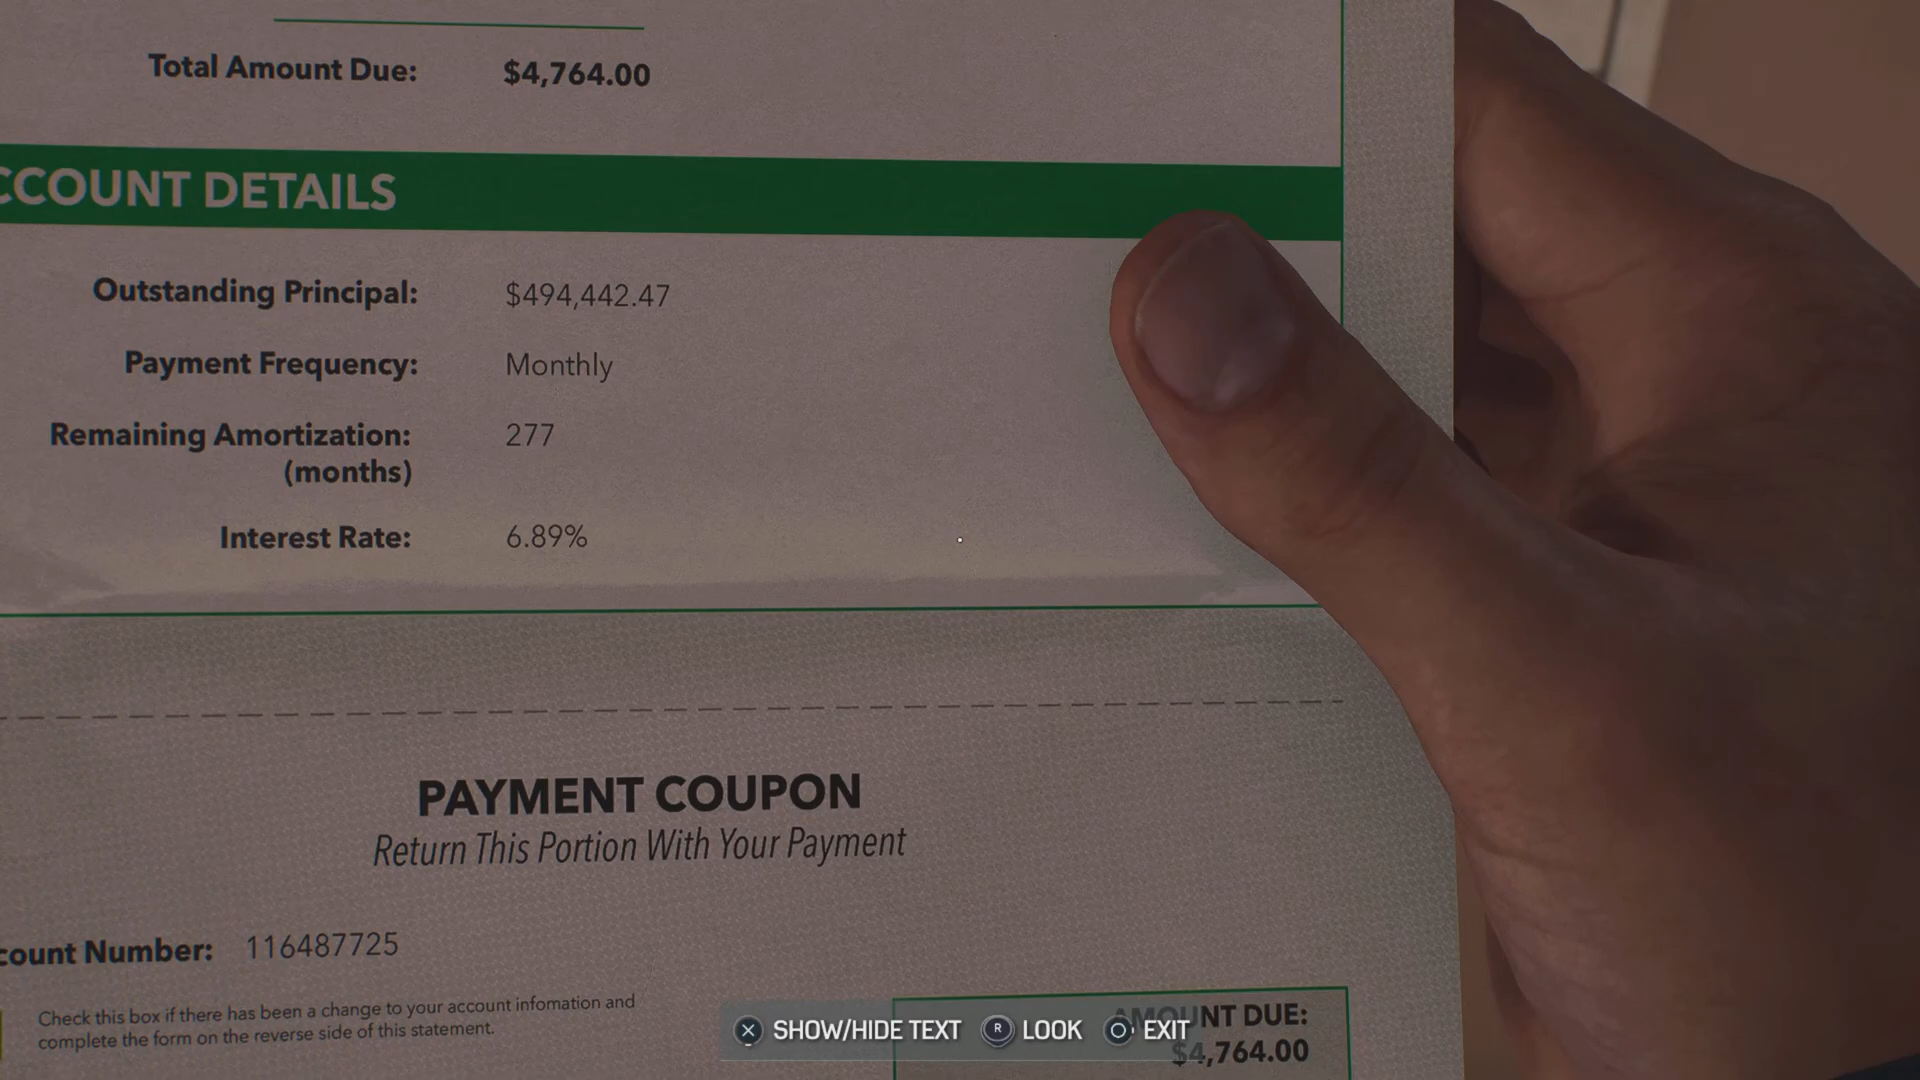 Total Amount Due: $4,764.00
CCOUNT DETAILS
Outstanding Principal: $494,442.47
Payment Frequency: Monthly
Remaining Amortization: 277
(months)
Interest Rate: 6.89%
PAYMENT COUPON
Return This Portion With Your Payment
count Number: 116487725
Check this box if there has been a change to your account infomation and
complete the form on the reverse side of this statement.
AMOUNT DUE:
$4,764.00
SHOW/HIDE TEXT R LOOK EXIT